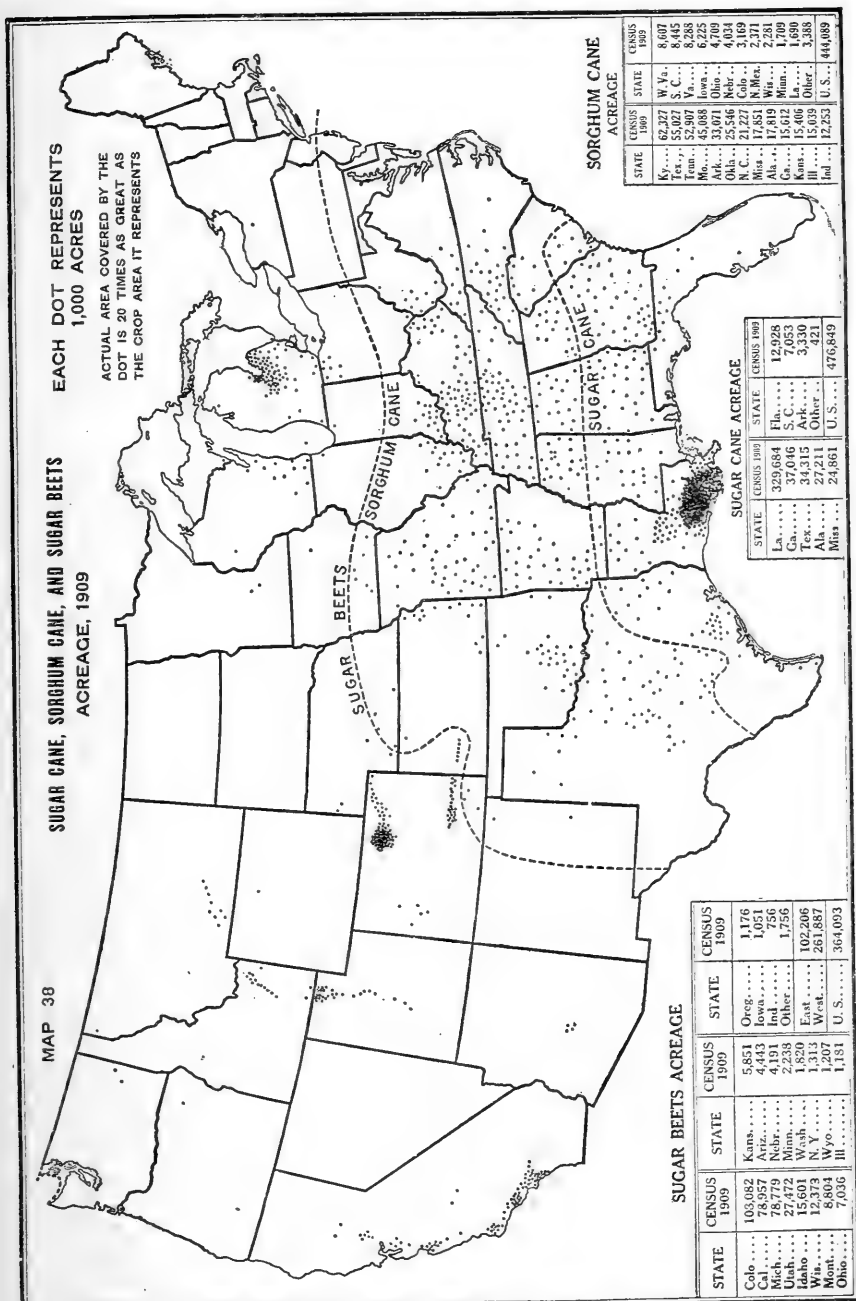 MAP 38
SUGAR CANE, SORGHUM CANE, AND SUGAR BEETS
ACREAGE, 1909
EACH DOT REPRESENTS
1,000 ACRES
ACTUAL AREA COVERED BY THE
DOT IS 20 TIMES AS GREAT AS
THE CROP AREA IT REPRESENTS
SUGAR BEETS
SORGHUM CANE
SUGAR CANE
SUGAR BEETS ACREAGE
STATE CENSUS 1909 STATE CENSUS 1909 STATE CENSUS 1909
Colo.... 103,082 Kans.... 5,851 Oreg.... 1,176
Cal..... 78,957 Ariz.... 4,443 Iowa.... 1,051
Mich.... 78,779 Nebr.... 4,191 Ind..... 756
Utah.... 27,472 Minn.... 2,238 Other... 1,756
Idaho... 15,601 Wash.... 1,820
Wis..... 12,373 N. Y.... 1,313 East.... 102,206
Mont.... 8,804 Wyo..... 1,207 West.... 261,887
Ohio.... 7,036 Ill..... 1,181 U. S.... 364,093
SUGAR CANE ACREAGE
STATE CENSUS 1909 STATE CENSUS 1909
La..... 329,684 Fla..... 12,928
Ga..... 37,046 S. C.... 7,053
Tex.... 34,315 Ark..... 3,330
Ala.... 27,211 Other... 421
Miss... 24,861 U. S.... 476,849
SORGHUM CANE
ACREAGE
STATE CENSUS 1909 STATE CENSUS 1909
Ky.... 62,327 W. Va. 8,607
Tex... 55,027 S. C... 8,445
Tenn.. 52,907 Va.... 8,288
Mo.... 45,088 Iowa.. 6,225
Ark... 33,071 Ohio.. 4,709
Okla.. 25,546 Nebr.. 4,034
N. C.. 21,227 Colo.. 3,169
Miss.. 17,851 N. Mex. 2,371
Ala... 17,819 Wis... 2,281
Ga.... 15,612 Minn.. 1,709
Kans.. 15,406 La.... 1,690
Ill... 15,039 Other. 3,388
Ind... 12,253 U. S.. 444,089